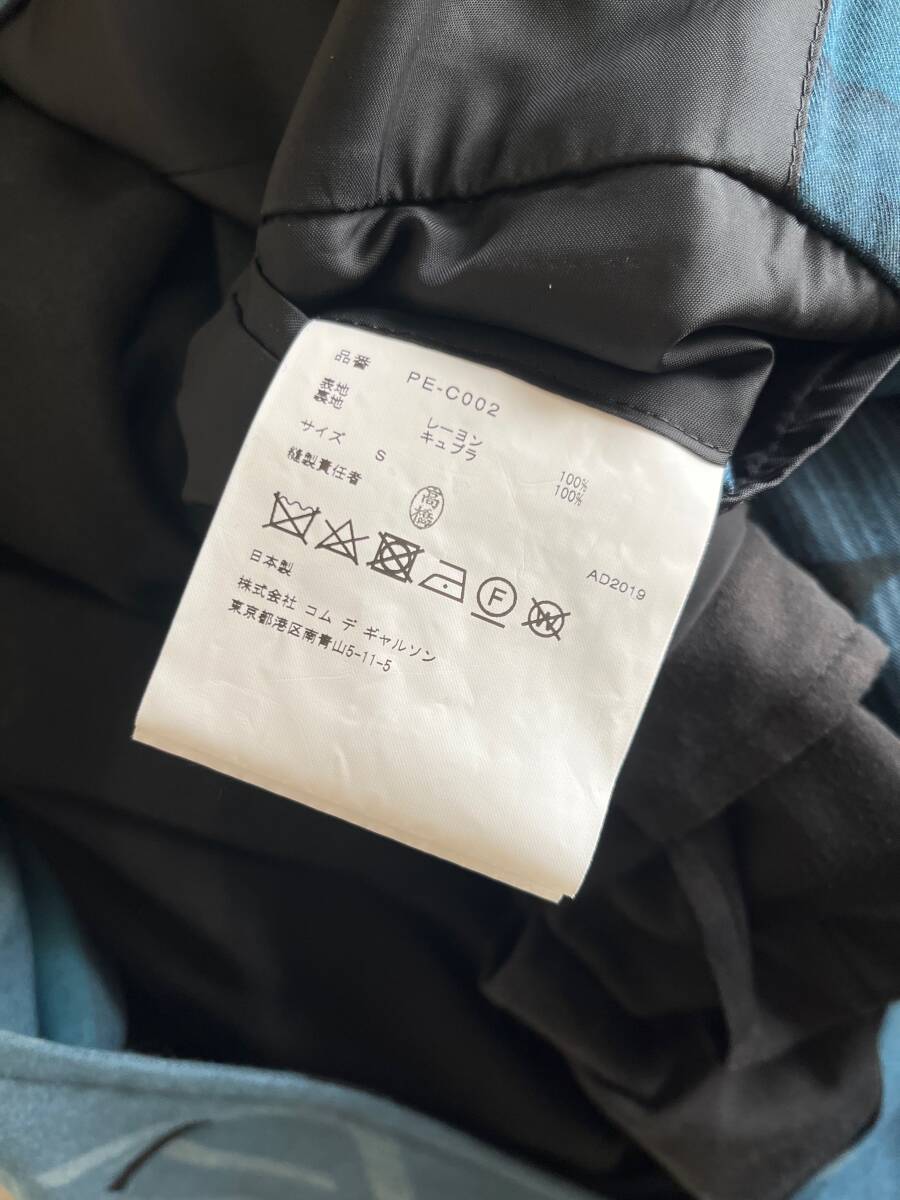 品番 PE-C002
表地 レーヨン 100%
裏地 キュプラ 100%
サイズ S
縫製責任者 高橋
F W
AD2019
日本製
株式会社 コム デ ギャルソン
東京都港区南青山5-11-5